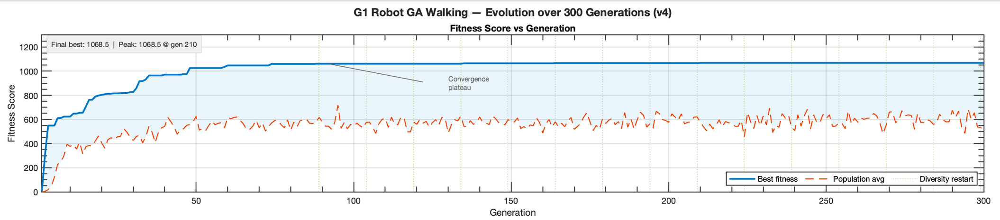 G1 Robot GA Walking — Evolution over 300 Generations (v4)
Fitness Score vs Generation
Final best: 1068.5 | Peak: 1068.5 @ gen 210
1200
1000
800
600
400
200
0
Fitness Score
Convergence
plateau
Best fitness
Population avg
Diversity restart
50
100
150
200
250
300
Generation